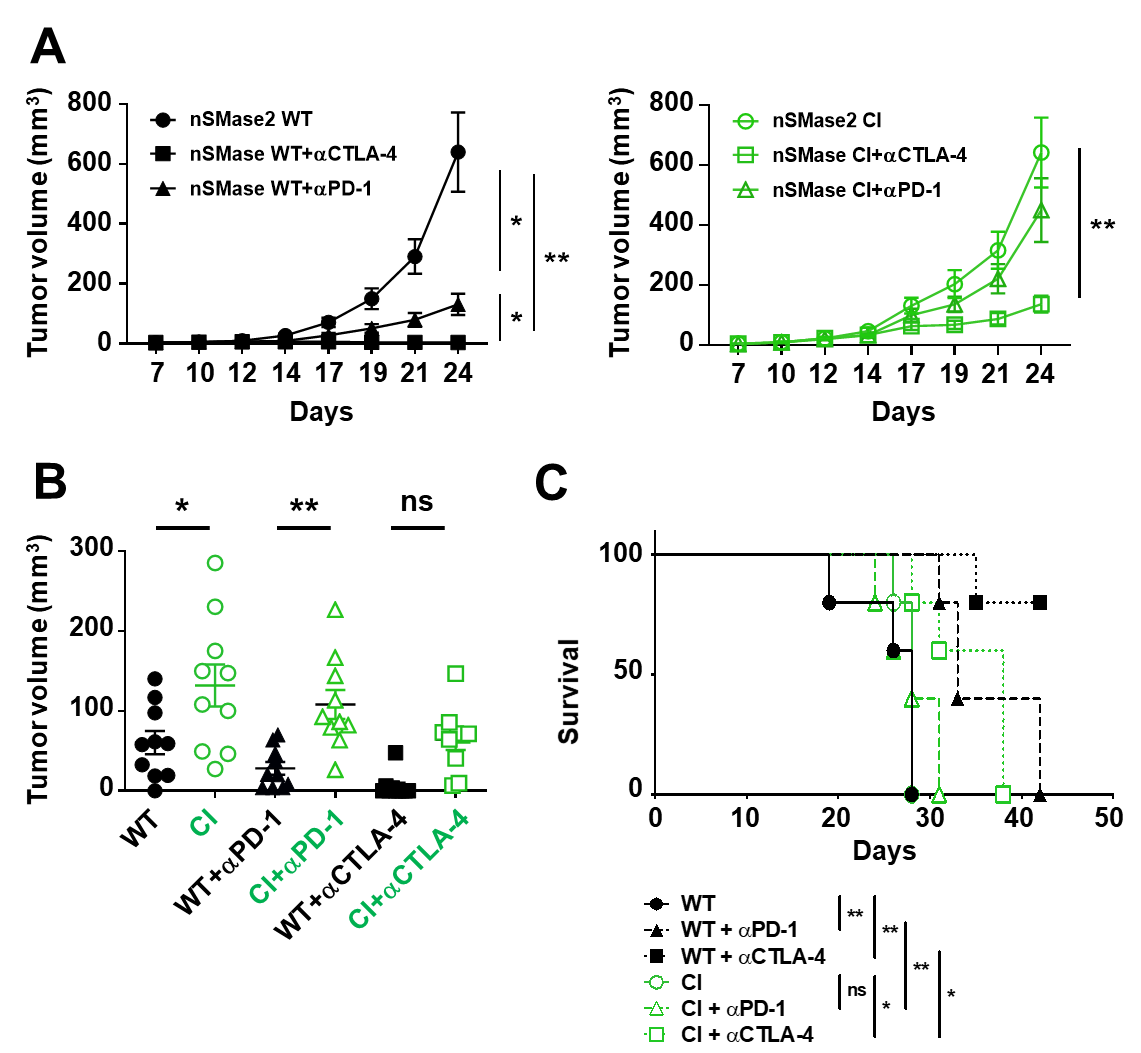 A
Tumor volume (mm3)
800
600
400
200
0
nSMase2 WT
nSMase WT+αCTLA-4
nSMase WT+αPD-1
*
**
*
7 10 12 14 17 19 21 24
Days
Tumor volume (mm3)
800
600
400
200
0
nSMase2 CI
nSMase CI+αCTLA-4
nSMase CI+αPD-1
**
7 10 12 14 17 19 21 24
Days
B
* ** ns
Tumor volume (mm3)
300
200
100
0
WT
CI
WT+αPD-1
CI+αPD-1
WT+αCTLA-4
CI+αCTLA-4
C
Survival
100
50
0
0 10 20 30 40 50
Days
WT
WT + αPD-1
WT + αCTLA-4
CI
CI + αPD-1
CI + αCTLA-4
**
**
**
*
ns
*